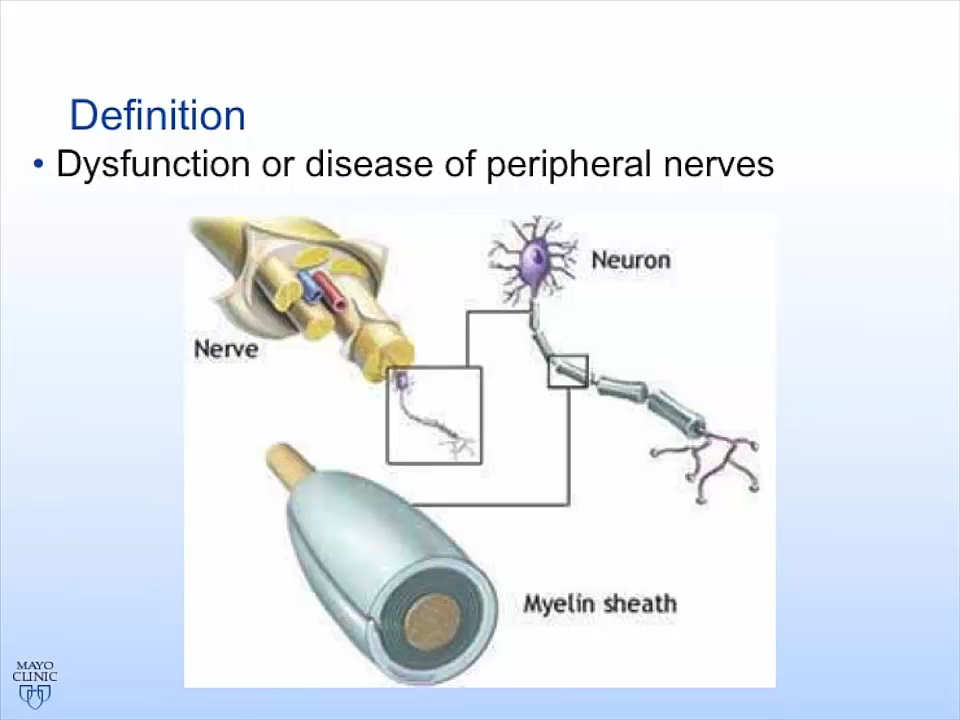 Definition
• Dysfunction or disease of peripheral nerves
Neuron
Nerve
Myelin sheath
MAYO
CLINIC